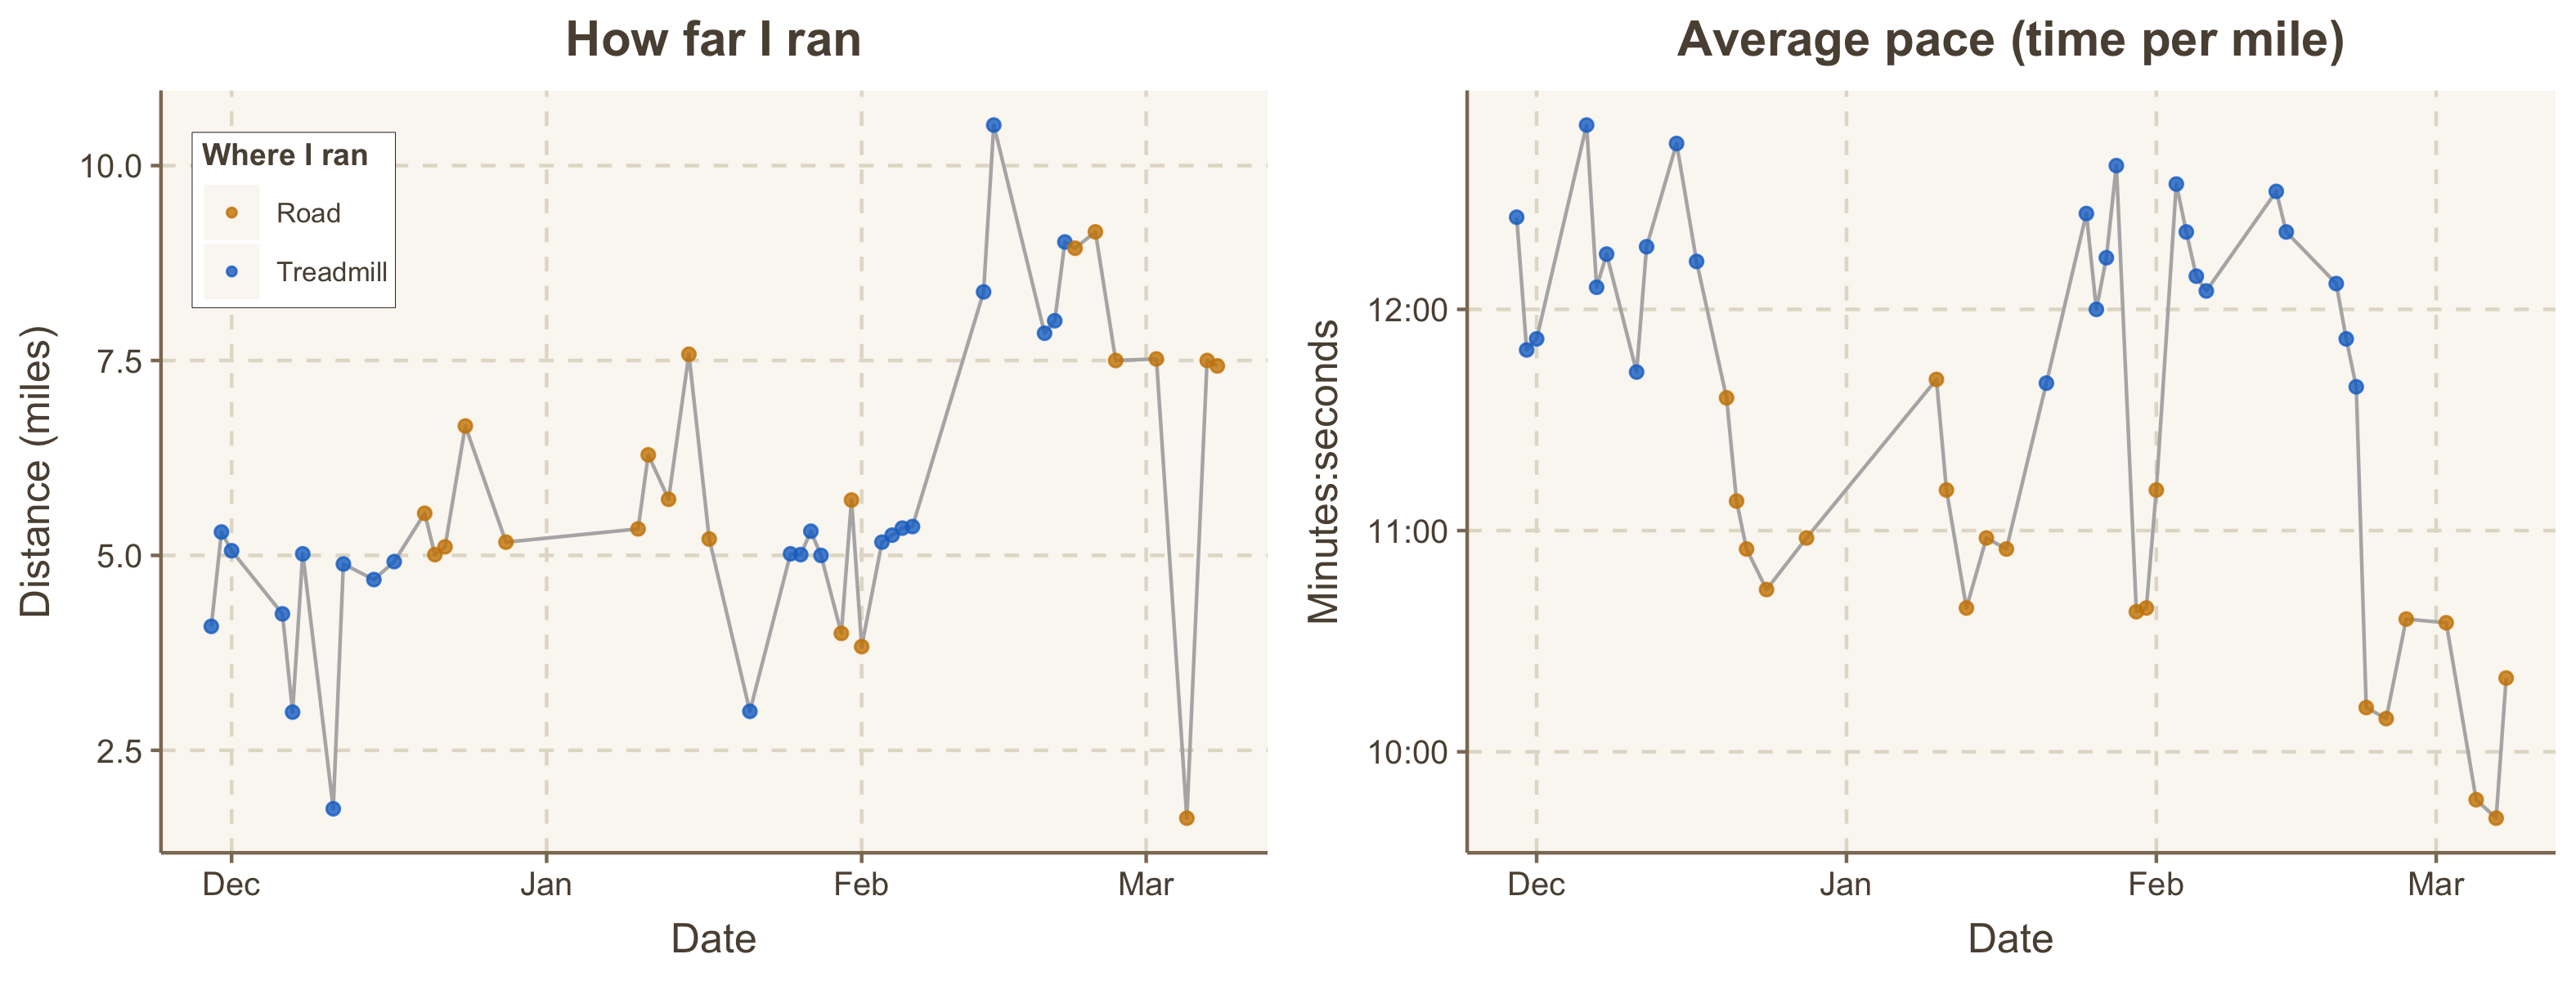 How far I ran
Distance (miles)
10.0
7.5
5.0
2.5
Where I ran
Road
Treadmill
Dec
Jan
Feb
Mar
Date
Average pace (time per mile)
Minutes:seconds
12:00
11:00
10:00
Dec
Jan
Feb
Mar
Date